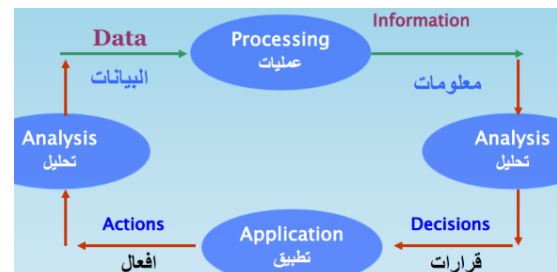 Data
البيانات
Processing
عمليات
Information
معلومات
Analysis
تحليل
Analysis
تحليل
Actions
افعال
Application
تطبيق
Decisions
قرارات